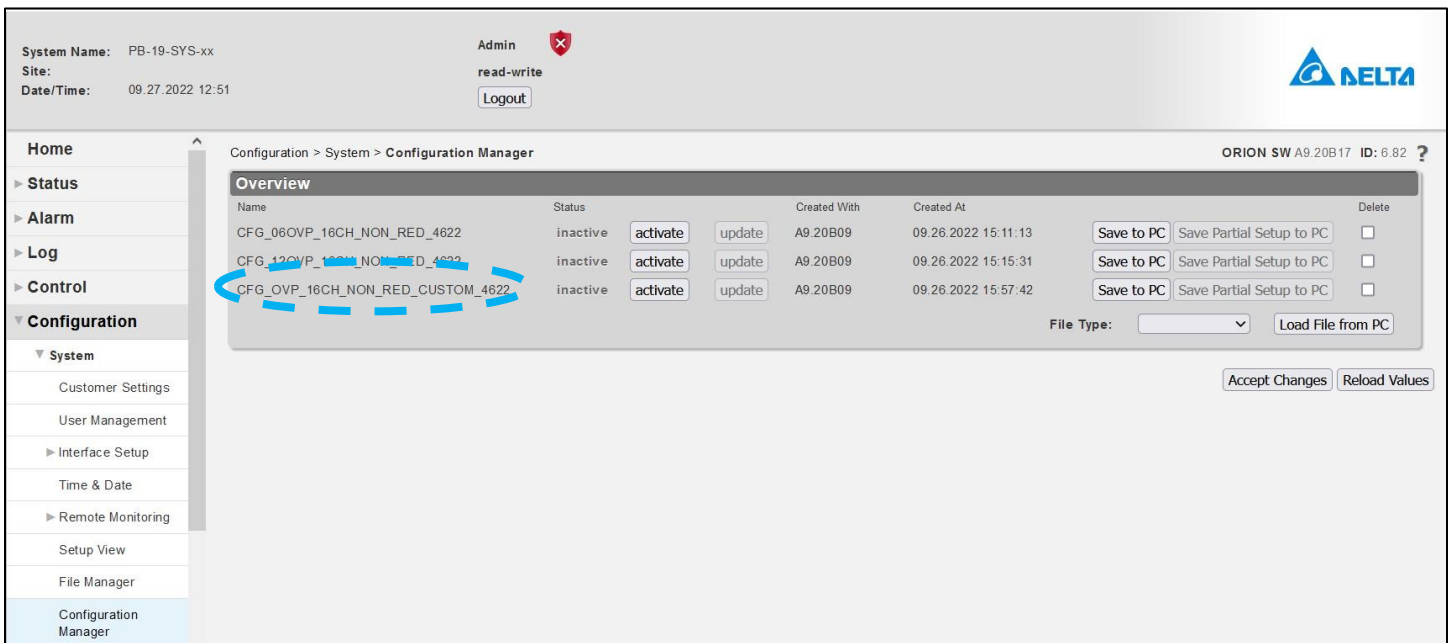 System Name: PB-19-SYS-xx
Site:
Date/Time: 09.27.2022 12:51
Admin
read-write
Logout
DELTA
Home
Status
Alarm
Log
Control
Configuration
System
Customer Settings
User Management
Interface Setup
Time & Date
Remote Monitoring
Setup View
File Manager
Configuration
Manager
Configuration > System > Configuration Manager
ORION SW A9.20B17 ID: 6.82 ?
Overview
Name Status Created With Created At Delete
CFG_06OVP_16CH_NON_RED_4622 inactive activate update A9.20B09 09.26.2022 15:11:13 Save to PC Save Partial Setup to PC
CFG_12OVP_16CH_NON_RED_4622 inactive activate update A9.20B09 09.26.2022 15:15:31 Save to PC Save Partial Setup to PC
CFG_OVP_16CH_NON_RED_CUSTOM_4622 inactive activate update A9.20B09 09.26.2022 15:57:42 Save to PC Save Partial Setup to PC
File Type: Load File from PC
Accept Changes Reload Values